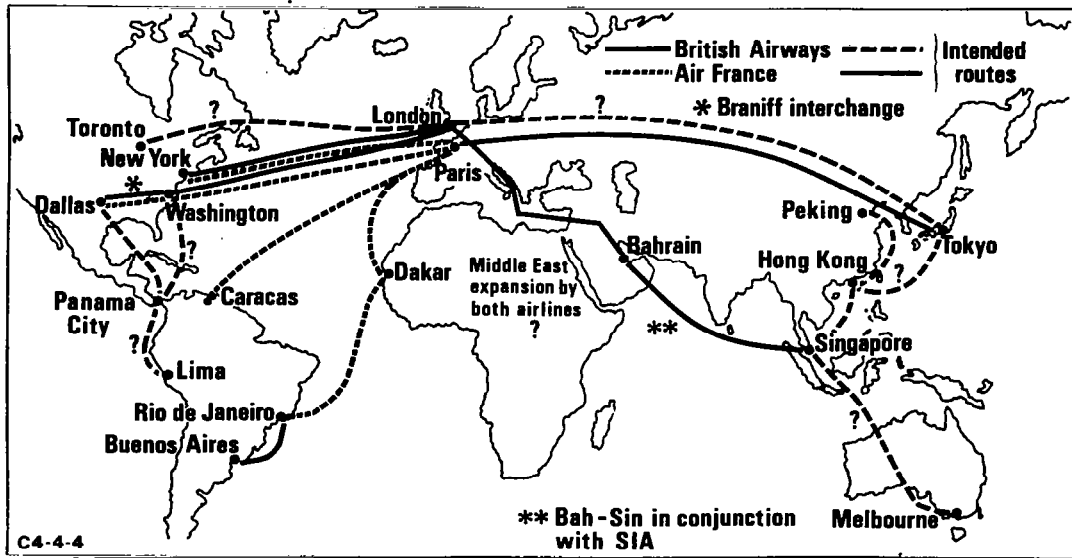 British Airways
Air France
Intended
routes
* Braniff interchange
?
?
London
Toronto
New York
Paris
*
Dallas
Washington
Peking
Tokyo
?
Bahrain
Hong Kong
?
Dakar
Middle East
expansion by
both airlines
?
Panama
City
Caracas
**
Singapore
?
Lima
?
Rio de Janeiro
Buenos Aires
Melbourne
** Bah-Sin in conjunction
with SIA
C4-4-4